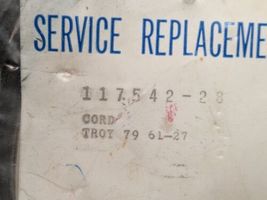 SERVICE REPLACEME
117542-28
CORD
TROY 79 61-27